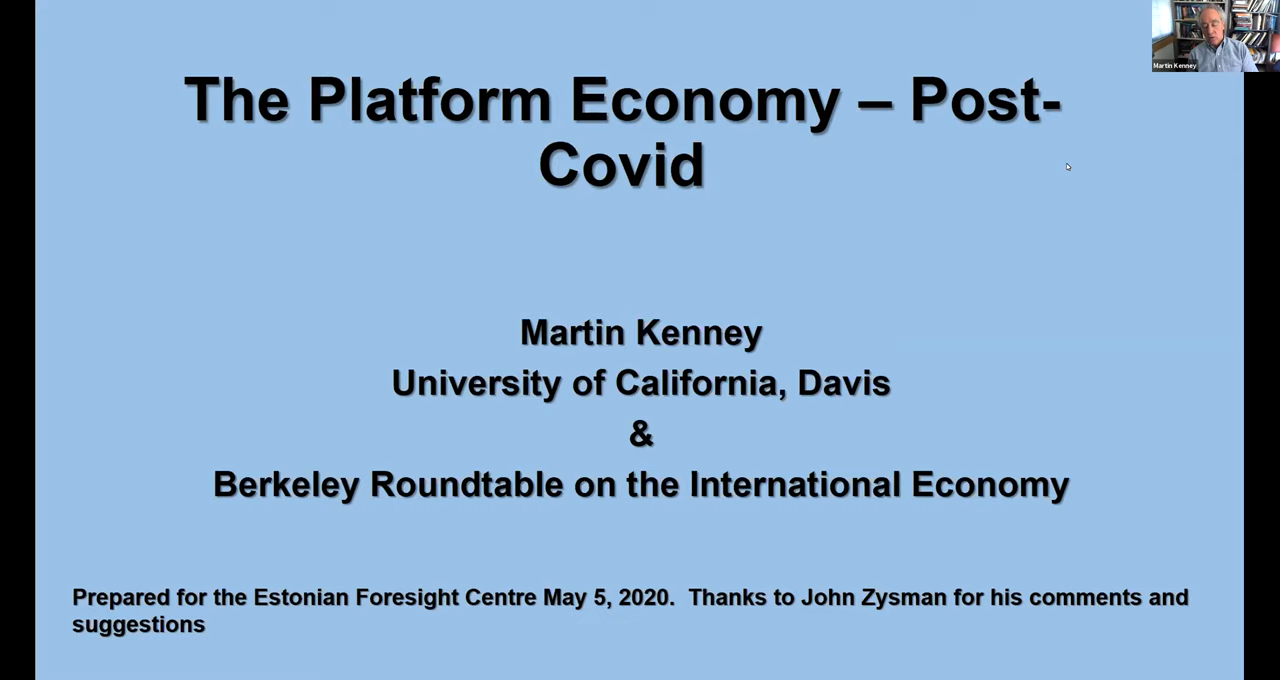 Martin Kenney
The Platform Economy – Post-
Covid
Martin Kenney
University of California, Davis
&
Berkeley Roundtable on the International Economy
Prepared for the Estonian Foresight Centre May 5, 2020.  Thanks to John Zysman for his comments and
suggestions